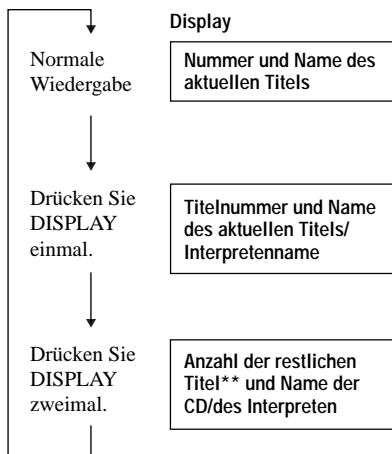 Display
Normale
Wiedergabe
Nummer und Name des
aktuellen Titels
Drücken Sie
DISPLAY
einmal.
Titelnummer und Name
des aktuellen Titels/
Interpretenname
Drücken Sie
DISPLAY
zweimal.
Anzahl der restlichen
Titel** und Name der
CD/des Interpreten